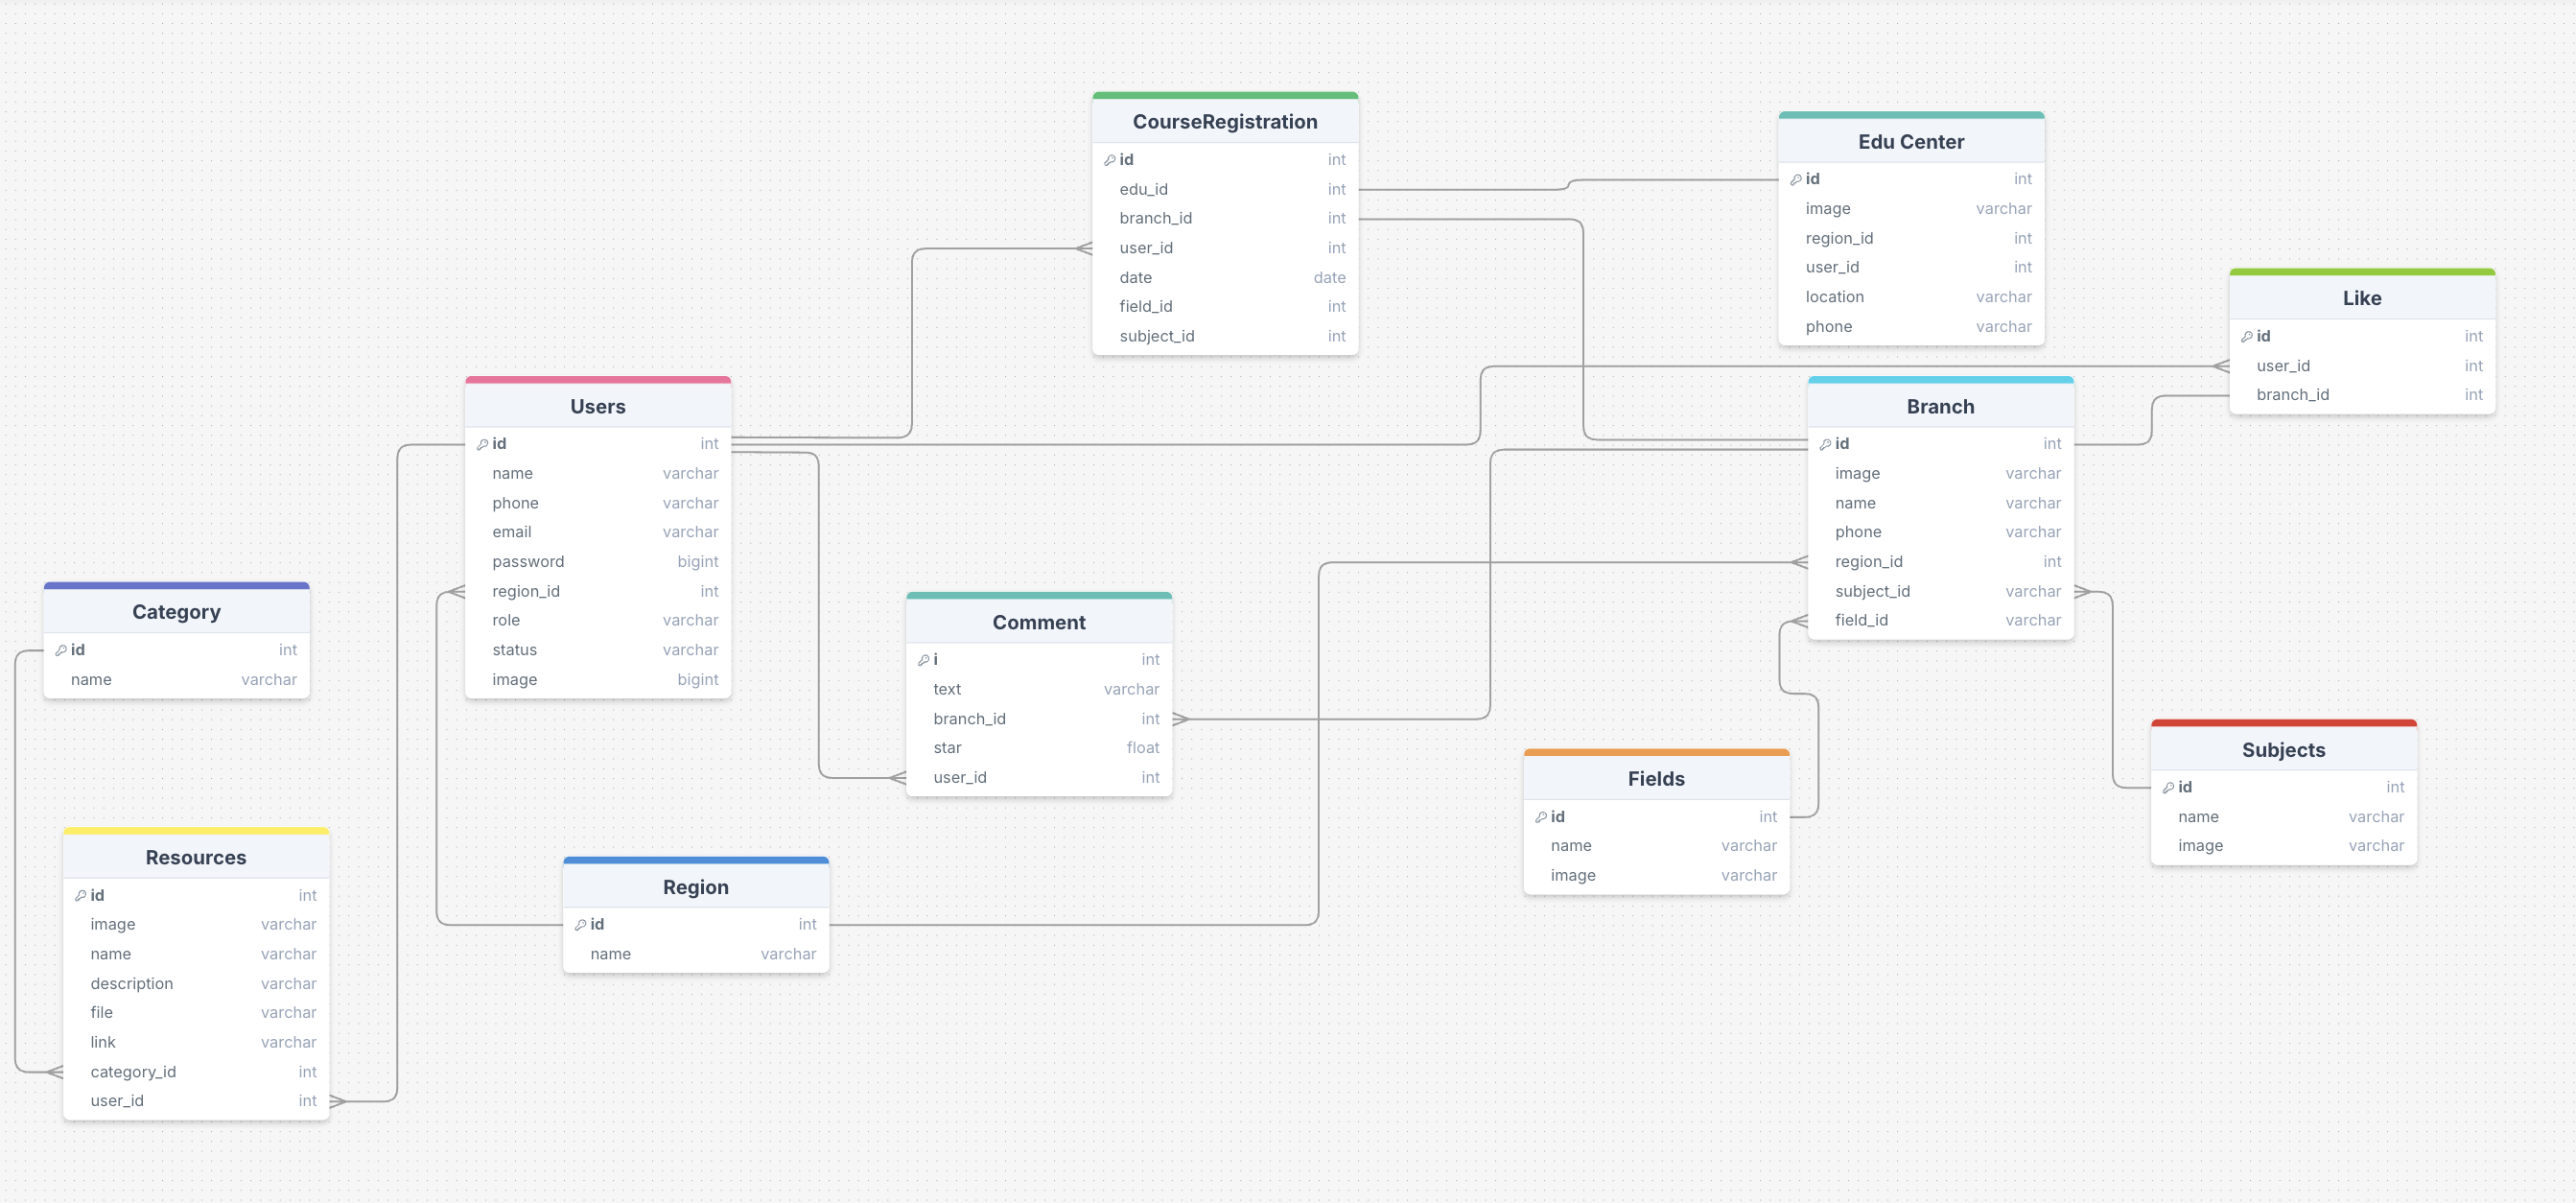 CourseRegistration
id int
edu_id int
branch_id int
user_id int
date date
field_id int
subject_id int
Edu Center
id int
image varchar
region_id int
user_id int
location varchar
phone varchar
Like
id int
user_id int
branch_id int
Users
id int
name varchar
phone varchar
email varchar
password bigint
region_id int
role varchar
status varchar
image bigint
Branch
id int
image varchar
name varchar
phone varchar
region_id int
subject_id varchar
field_id varchar
Category
id int
name varchar
Comment
i int
text varchar
branch_id int
star float
user_id int
Subjects
id int
name varchar
image varchar
Fields
id int
name varchar
image varchar
Resources
id int
image varchar
name varchar
description varchar
file varchar
link varchar
category_id int
user_id int
Region
id int
name varchar